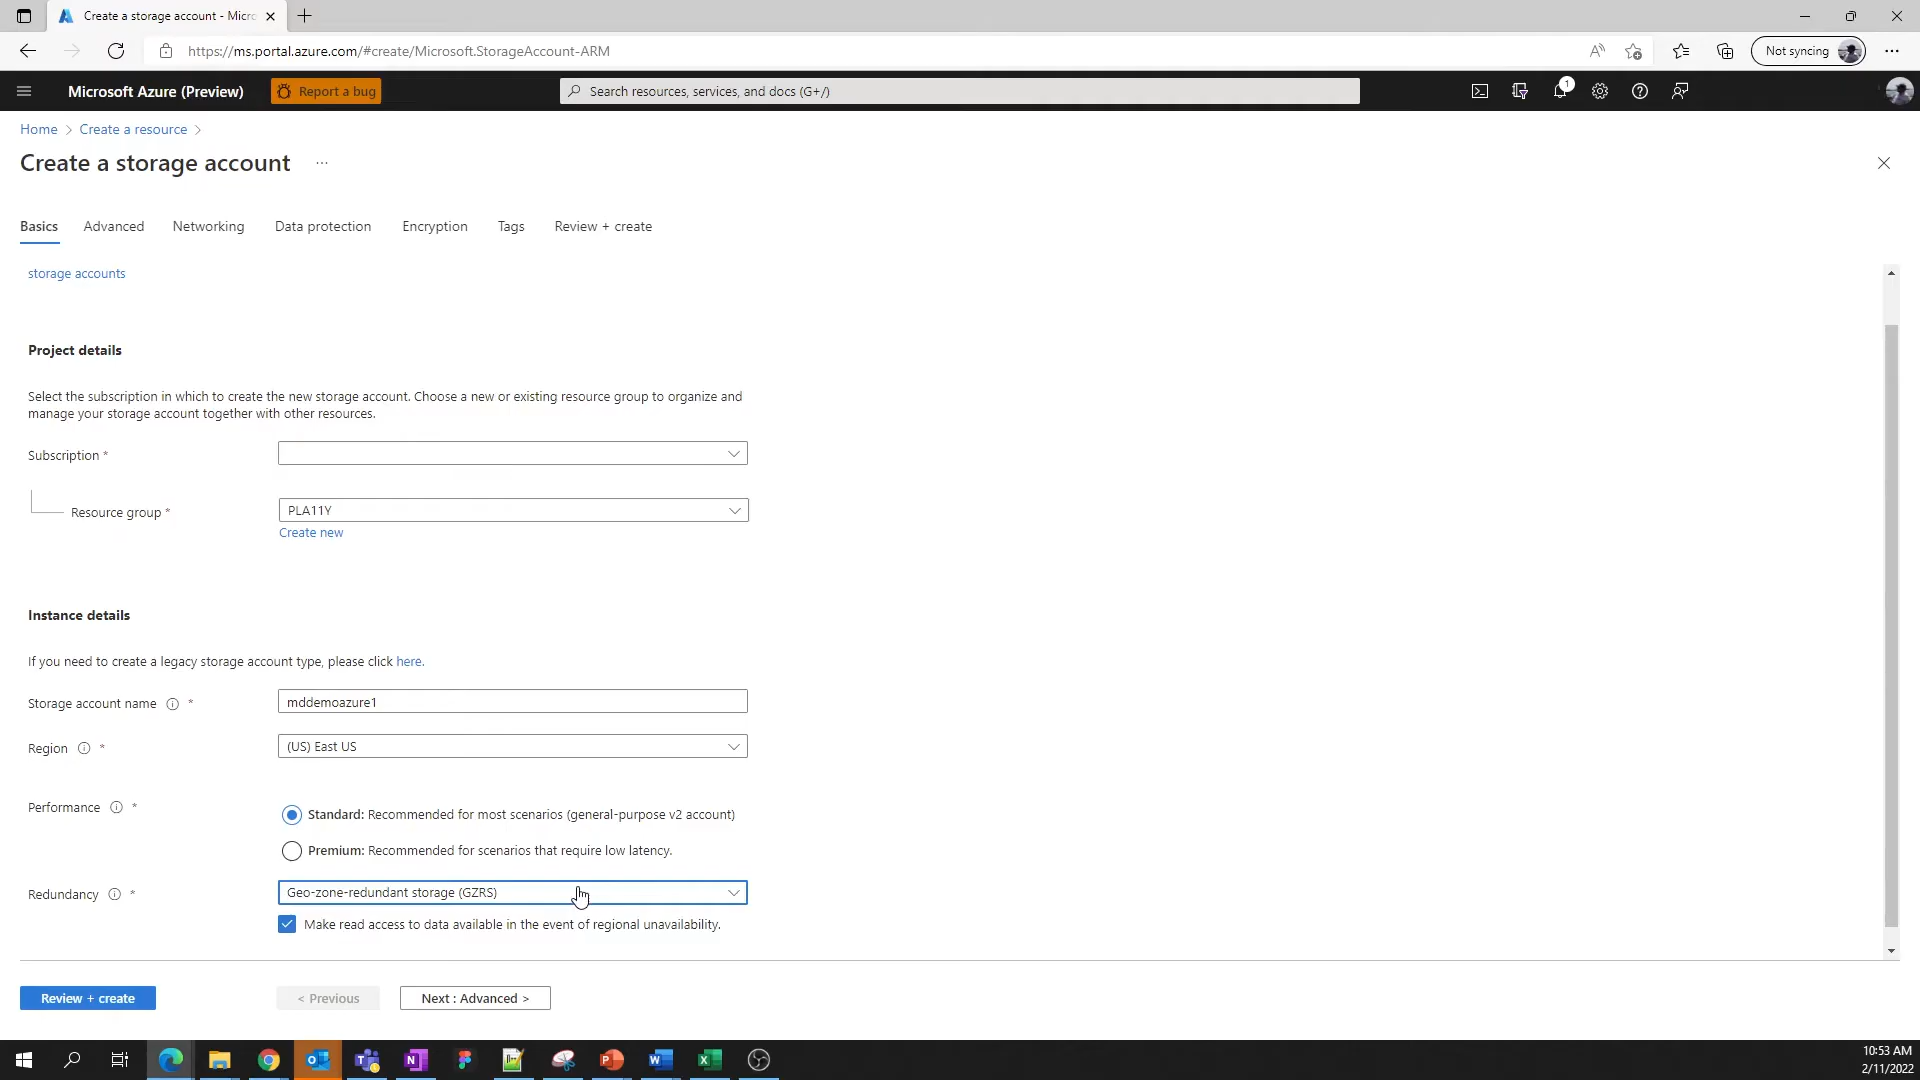 Create a storage account - Micro
https://ms.portal.azure.com/#create/Microsoft.StorageAccount-ARM
Not syncing
Microsoft Azure (Preview)
Report a bug
Search resources, services, and docs (G+/)
1
Home > Create a resource >
Create a storage account ...
Basics
Advanced
Networking
Data protection
Encryption
Tags
Review + create
storage accounts
Project details
Select the subscription in which to create the new storage account. Choose a new or existing resource group to organize and
manage your storage account together with other resources.
Subscription *
Resource group *
PLA11Y
Create new
Instance details
If you need to create a legacy storage account type, please click here.
Storage account name *
mddemoazure1
Region *
(US) East US
Performance *
Standard: Recommended for most scenarios (general-purpose v2 account)
Premium: Recommended for scenarios that require low latency.
Redundancy *
Geo-zone-redundant storage (GZRS)
Make read access to data available in the event of regional unavailability.
Review + create
< Previous
Next : Advanced >
10:53 AM
2/11/2022